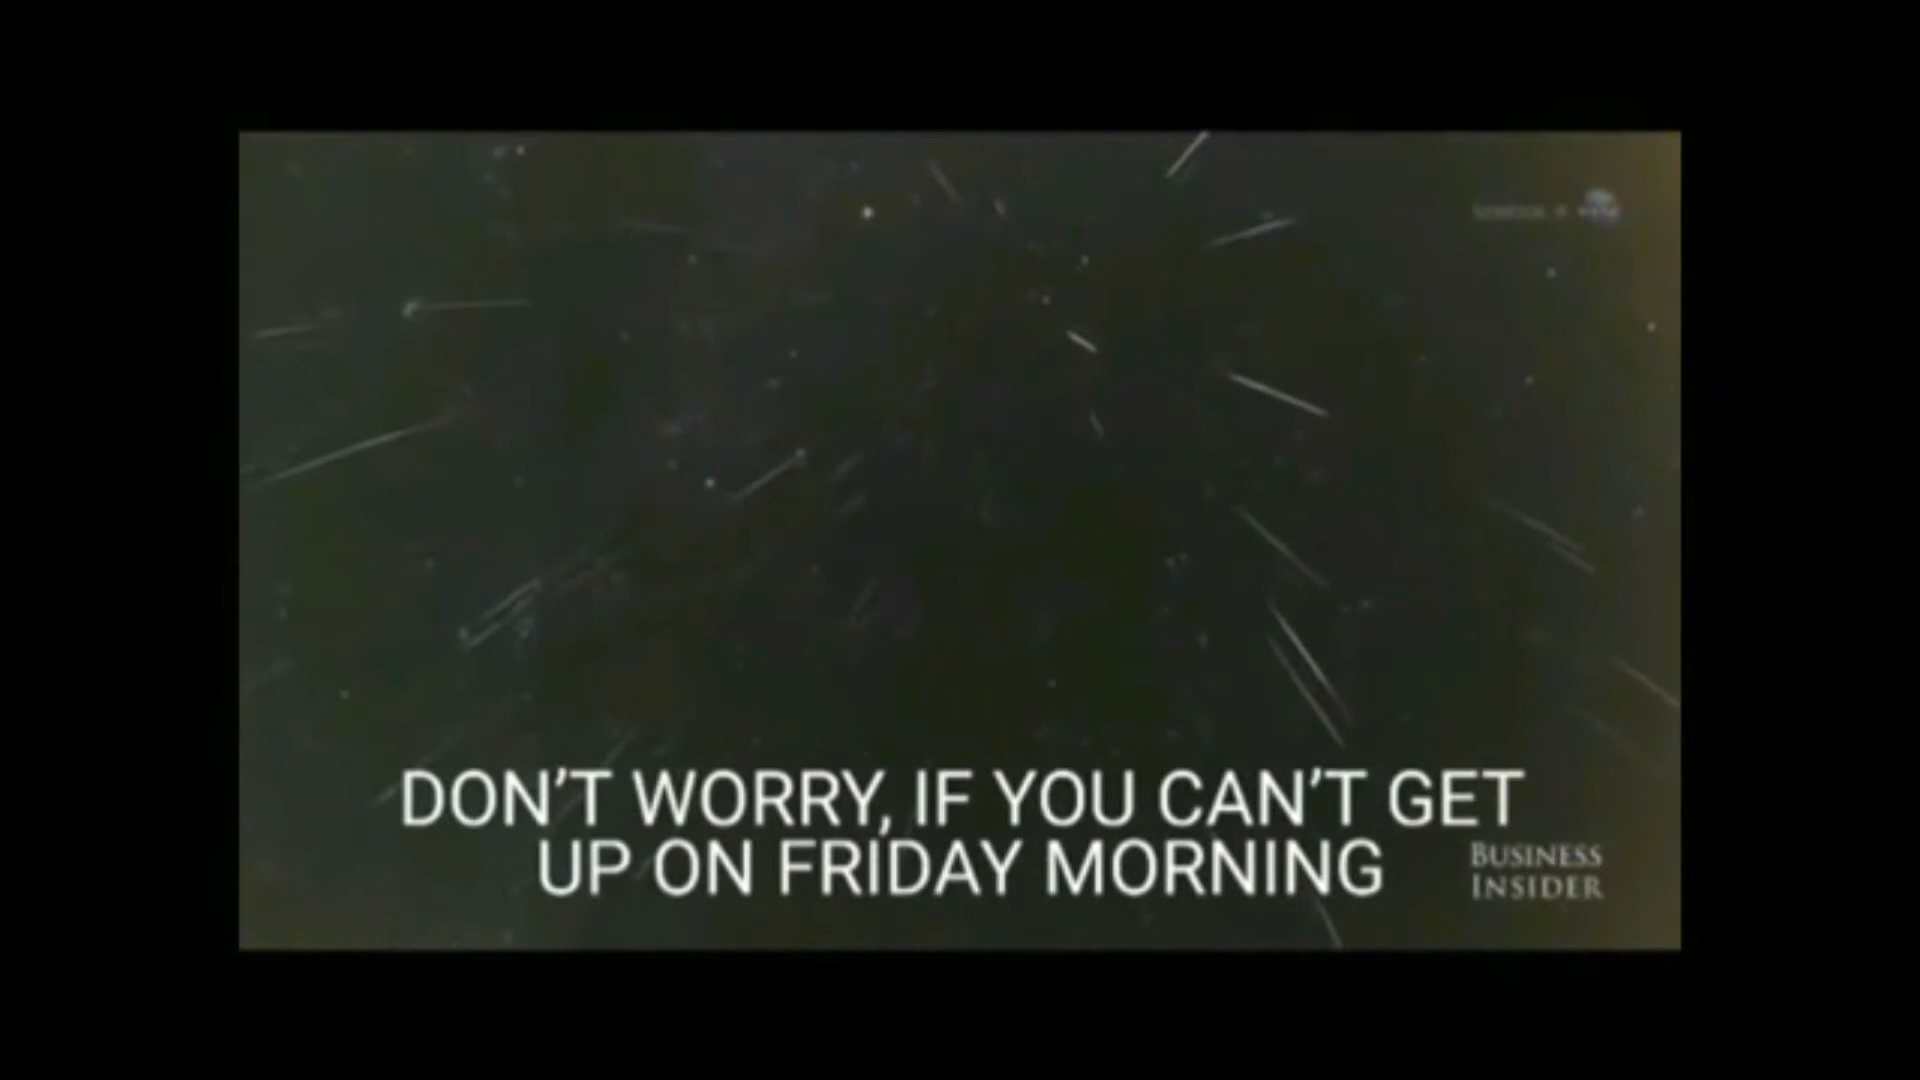 DON'T WORRY, IF YOU CAN'T GET
UP ON FRIDAY MORNING
BUSINESS
INSIDER